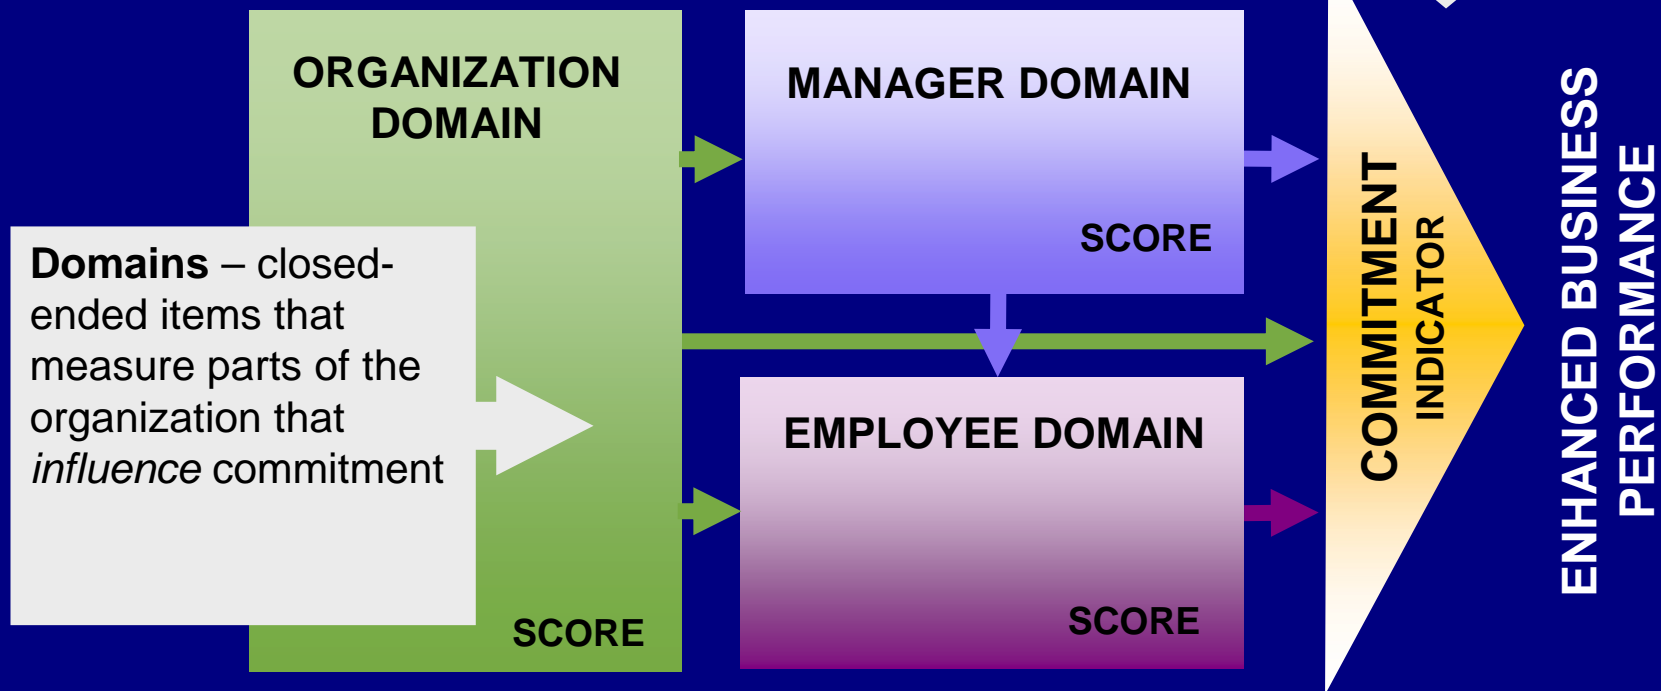 ORGANIZATION
DOMAIN
Domains – closed-
ended items that
measure parts of the
organization that
influence commitment
SCORE
MANAGER DOMAIN
SCORE
EMPLOYEE DOMAIN
SCORE
COMMITMENT
INDICATOR
ENHANCED BUSINESS
PERFORMANCE